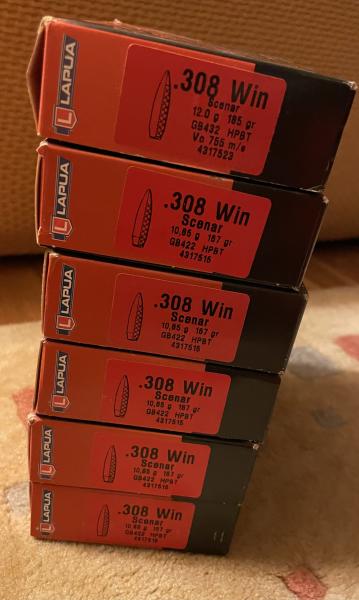 LAPUA
.308 Win
Scenar
12.0 g 185 gr
GB432 HPBT
Vo 755 m/s
4317523
LAPUA
.308 Win
Scenar
10,85 g 167 gr
GB422 HPBT
4317515
LAPUA
.308 Win
Scenar
10,85 g 167 gr
GB422 HPBT
4317515
LAPUA
.308 Win
Scenar
10,85 g 167 gr
GB422 HPBT
4317515
LAPUA
.308 Win
Scenar
10,85 g 167 gr
GB422 HPBT
4317515
LAPUA
.308 Win
Scenar
10,85 g 167 gr
GB422 HPBT
4317515